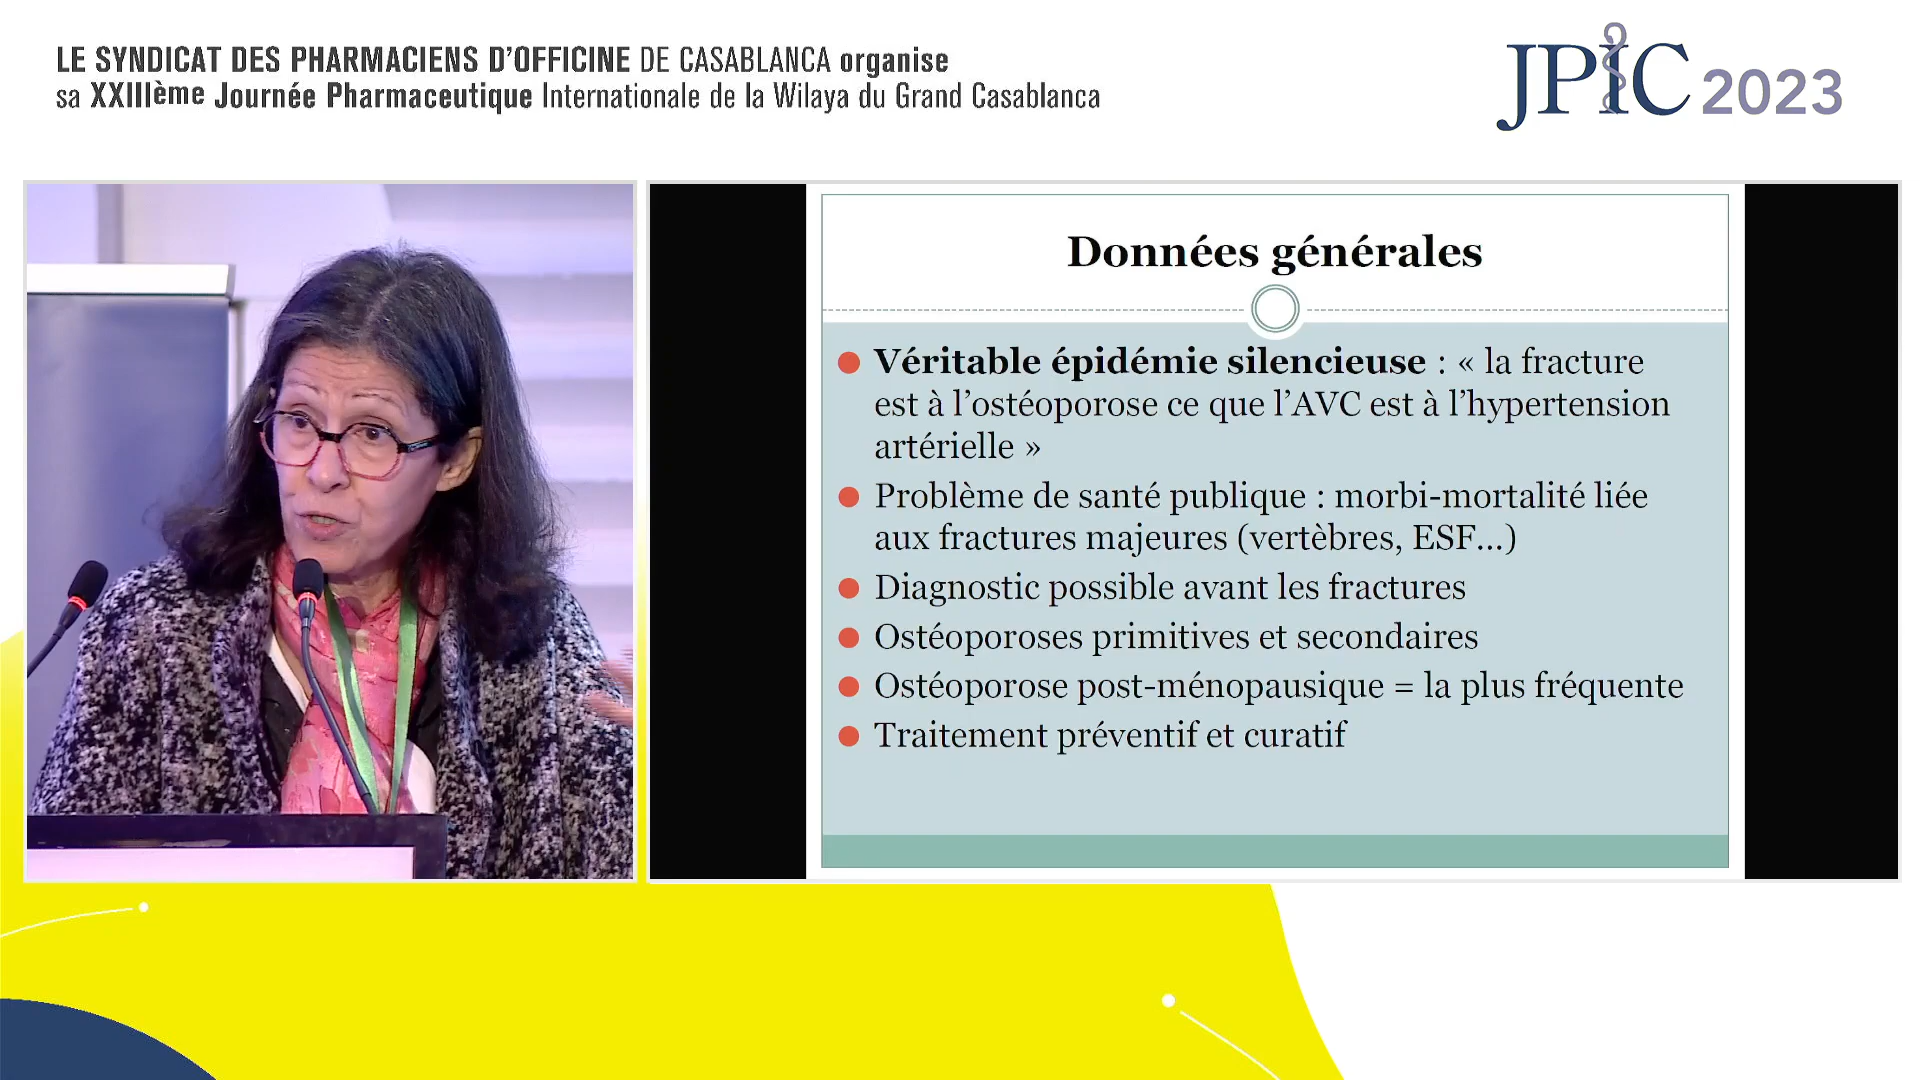 LE SYNDICAT DES PHARMACIENS D'OFFICINE DE CASABLANCA organise
sa XXIIIème Journée Pharmaceutique Internationale de la Wilaya du Grand Casablanca
JPIC 2023
Données générales
Véritable épidémie silencieuse : « la fracture
est à l'ostéoporose ce que l'AVC est à l'hypertension
artérielle »
Problème de santé publique : morbi-mortalité liée
aux fractures majeures (vertèbres, ESF...)
Diagnostic possible avant les fractures
Ostéoporoses primitives et secondaires
Ostéoporose post-ménopausique = la plus fréquente
Traitement préventif et curatif